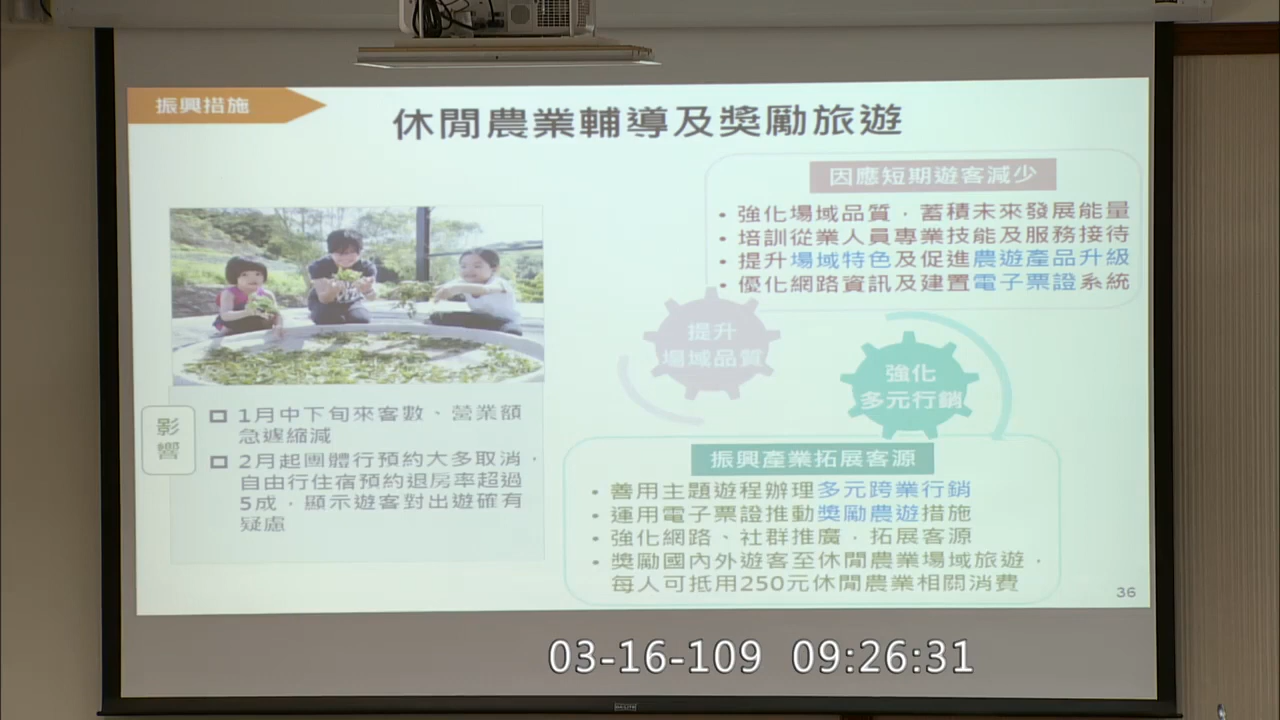 振興措施
休閒農業輔導及獎勵旅遊
因應短期遊客減少
• 強化場域品質，蓄積未來發展能量
• 培訓從業人員專業技能及服務接待
• 提升場域特色及促進農遊產品升級
• 優化網路資訊及建置電子票證系統
提升
場域品質
強化
多元行銷
影
響
1月中下旬來客數、營業額
急遽縮減
2月起團體行預約大多取消，
自由行住宿預約退房率超過
5成，顯示遊客對出遊確有
疑慮
振興產業拓展客源
• 善用主題遊程辦理多元跨業行銷
• 運用電子票證推動獎勵農遊措施
• 強化網路、社群推廣，拓展客源
• 獎勵國內外遊客至休閒農業場域旅遊，
每人可抵用250元休閒農業相關消費
36
03-16-109 09:26:31